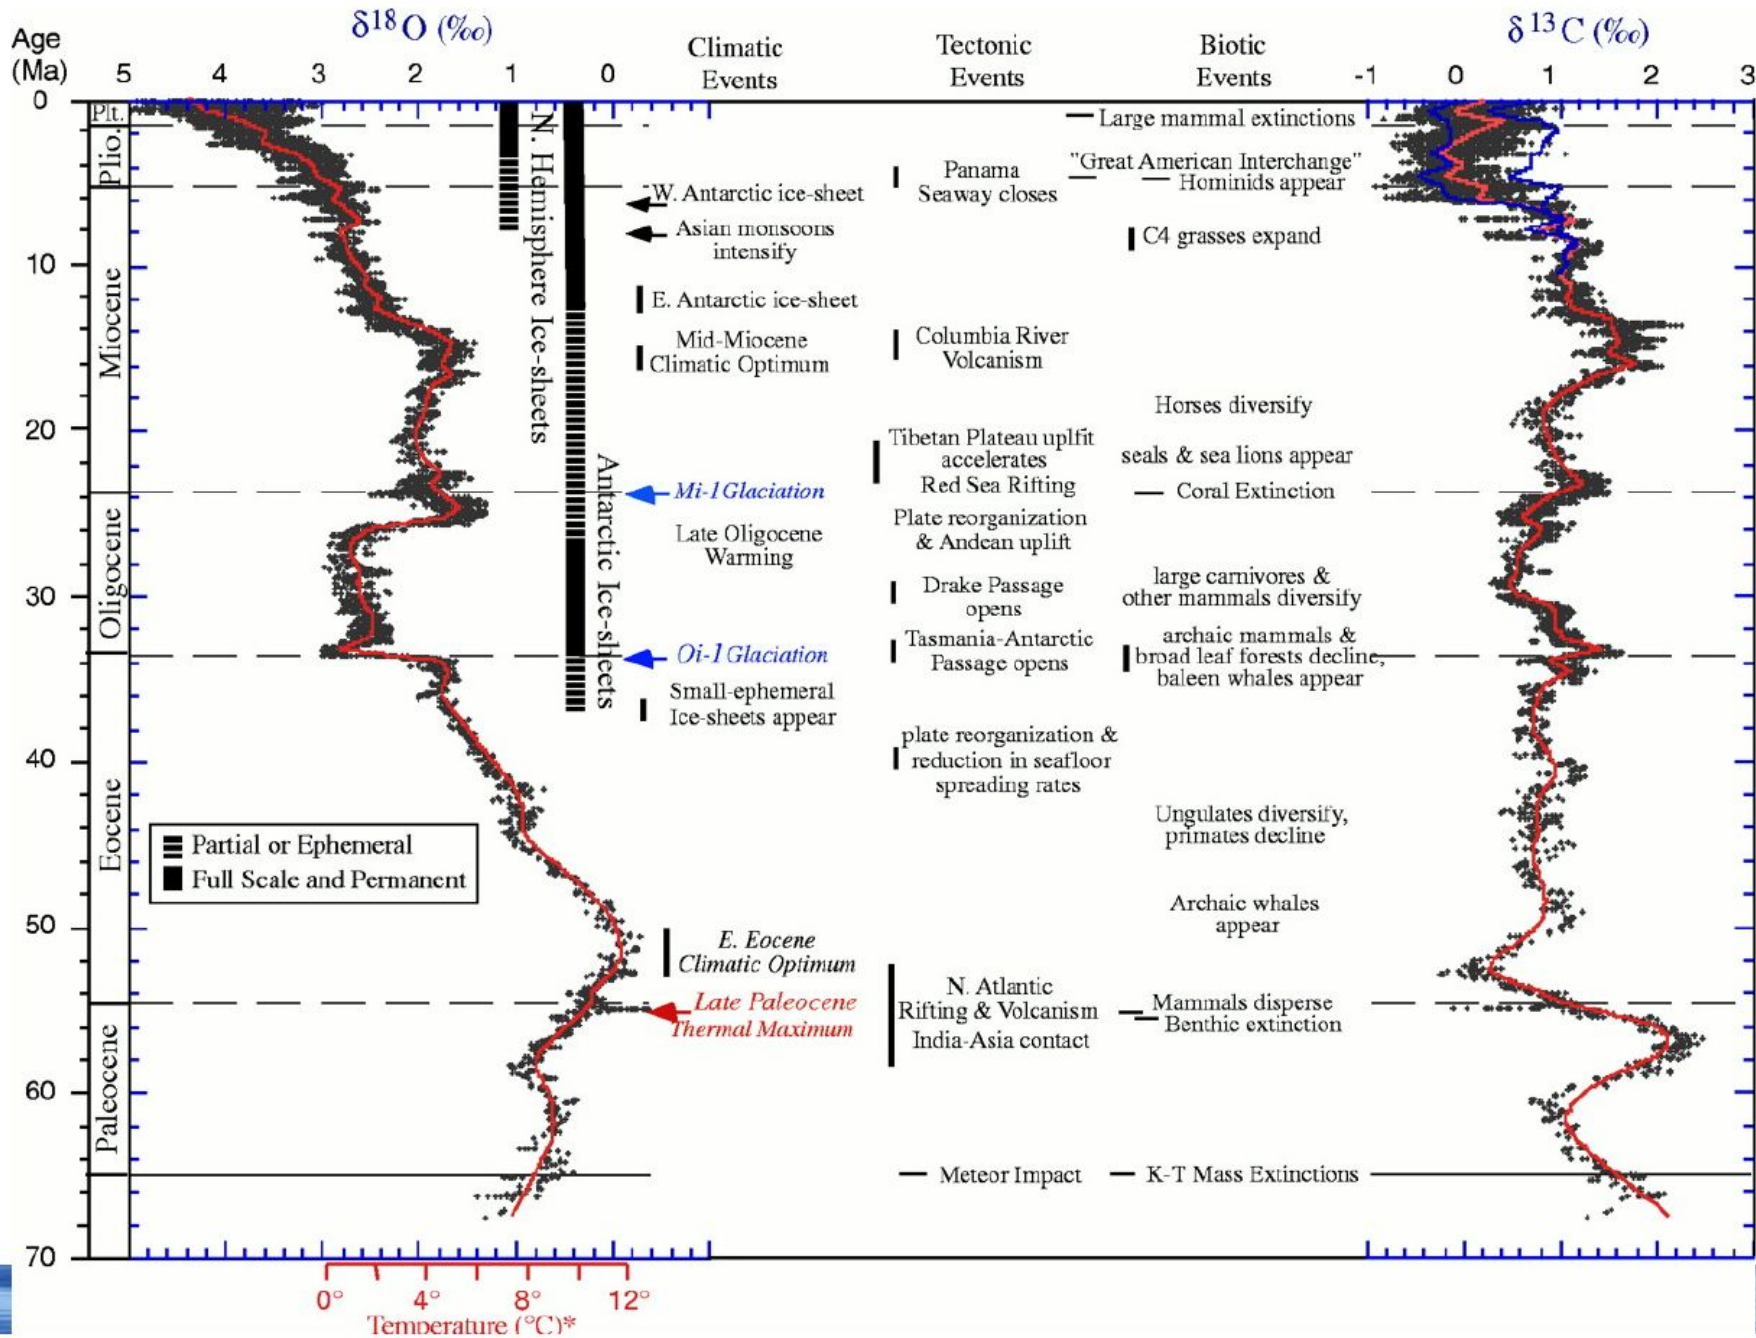 δ18O (‰)
δ13C (‰)
Age
(Ma)
5 4 3 2 1 0
Climatic
Events
Tectonic
Events
Biotic
Events
-1 0 1 2 3
0
10
20
30
40
50
60
70
Plt.
Plio.
Miocene
Oligocene
Eocene
Paleocene
N. Hemisphere Ice-sheets
Antarctic Ice-sheets
W. Antarctic ice-sheet
Asian monsoons
intensify
E. Antarctic ice-sheet
Mid-Miocene
Climatic Optimum
Mi-1 Glaciation
Late Oligocene
Warming
Oi-1 Glaciation
Small-ephemeral
Ice-sheets appear
E. Eocene
Climatic Optimum
Late Paleocene
Thermal Maximum
Panama
Seaway closes
Columbia River
Volcanism
Tibetan Plateau uplfit
accelerates
Red Sea Rifting
Plate reorganization
& Andean uplift
Drake Passage
opens
Tasmania-Antarctic
Passage opens
plate reorganization &
reduction in seafloor
spreading rates
N. Atlantic
Rifting & Volcanism
India-Asia contact
Meteor Impact
Large mammal extinctions
"Great American Interchange"
Hominids appear
C4 grasses expand
Horses diversify
seals & sea lions appear
Coral Extinction
large carnivores &
other mammals diversify
archaic mammals &
broad leaf forests decline,
baleen whales appear
Ungulates diversify,
primates decline
Archaic whales
appear
Mammals disperse
Benthic extinction
K-T Mass Extinctions
Partial or Ephemeral
Full Scale and Permanent
0° 4° 8° 12°
Temperature (°C)*